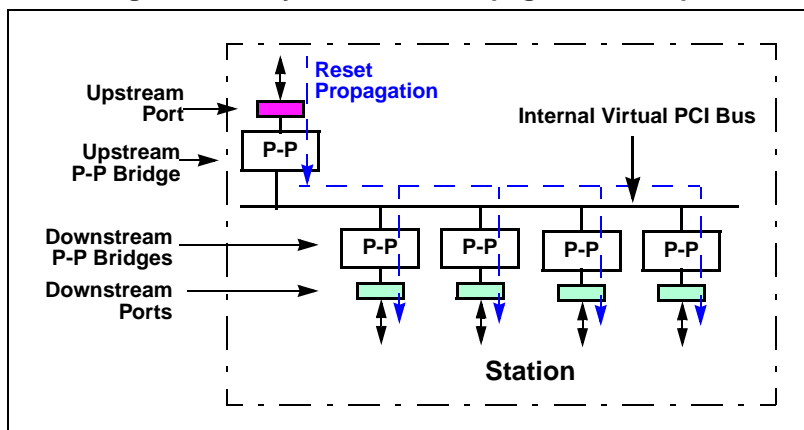 Reset
Propagation
Upstream
Port
Internal Virtual PCI Bus
Upstream
P-P Bridge
P-P
Downstream
P-P Bridges
P-P
P-P
P-P
P-P
Downstream
Ports
Station